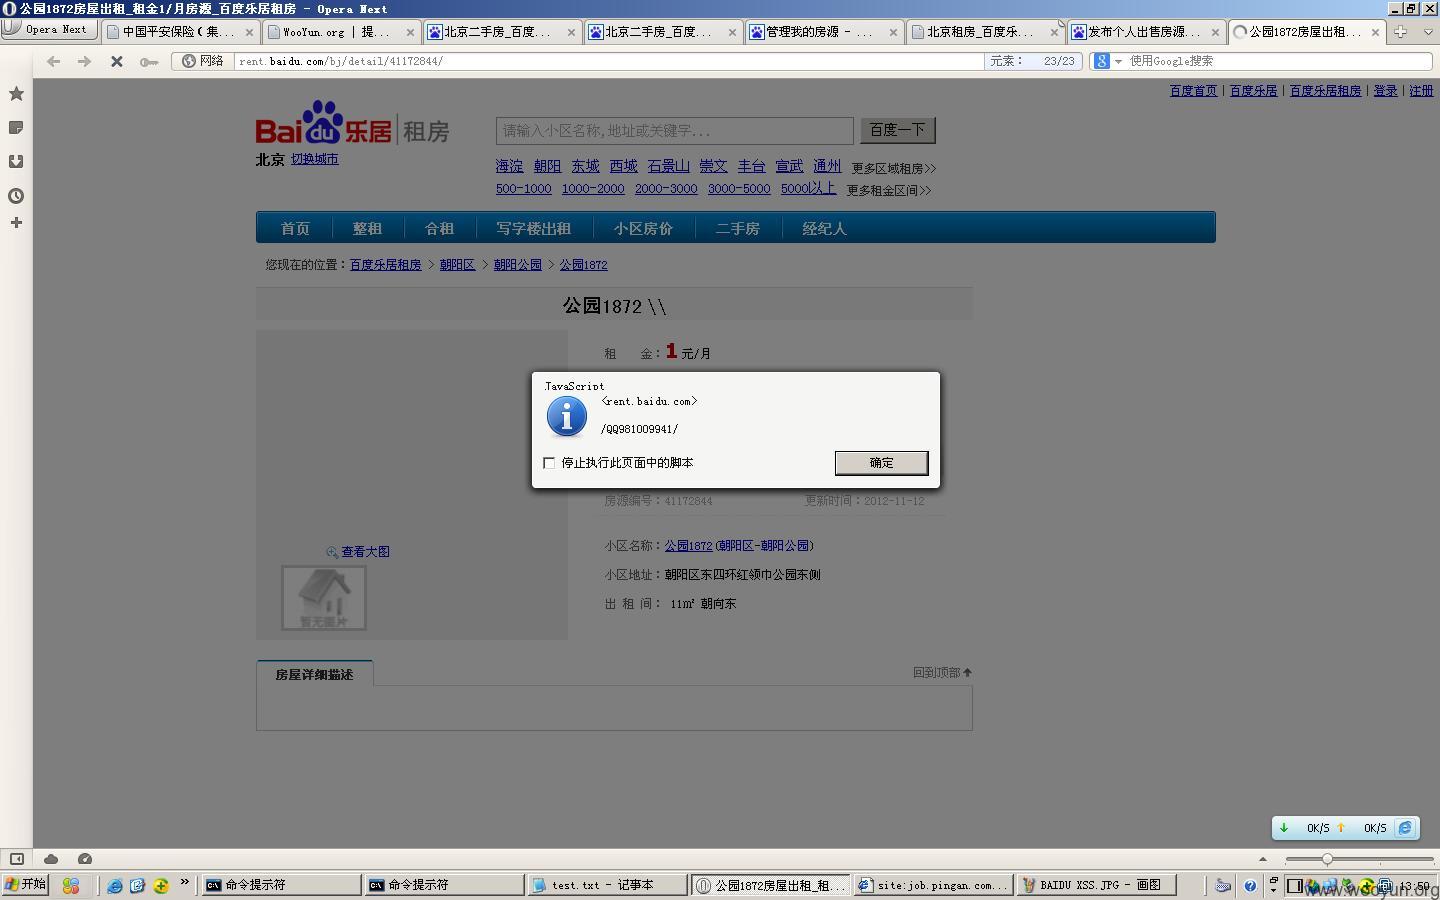 公园1872房屋出租_租金1/月房源_百度乐居租房 - Opera Next
Opera Next
中国平安保险(集...
WooYun.org | 提...
北京二手房_百度...
北京二手房_百度...
管理我的房源 - ...
北京租房_百度乐...
发布个人出售房源...
公园1872房屋出租...
网络
rent.baidu.com/bj/detail/41172844/
元素： 23/23
使用Google搜索
百度首页 | 百度乐居 | 百度乐居租房 | 登录 | 注册
Bai du 乐居 | 租房
请输入小区名称,地址或关键字...
百度一下
北京 切换城市
海淀 朝阳 东城 西城 石景山 崇文 丰台 宣武 通州 更多区域租房>>
500-1000 1000-2000 2000-3000 3000-5000 5000以上 更多租金区间>>
首页 整租 合租 写字楼出租 小区房价 二手房 经纪人
您现在的位置：百度乐居租房 > 朝阳区 > 朝阳公园 > 公园1872
公园1872 \\
租 金：1 元/月
JavaScript
<rent.baidu.com>
/QQ981009941/
停止执行此页面中的脚本
确定
房源编号：41172844 更新时间：2012-11-12
小区名称：公园1872 (朝阳区-朝阳公园)
查看大图
小区地址：朝阳区东四环红领巾公园东侧
出 租 间： 11㎡ 朝向东
暂无图片
房屋详细描述
回到顶部
0K/S 0K/S
开始
命令提示符
命令提示符
test.txt - 记事本
公园1872房屋出租_租...
site:job.pingan.com...
BAIDU XSS.JPG - 画图
13:50
www.wooyun.org